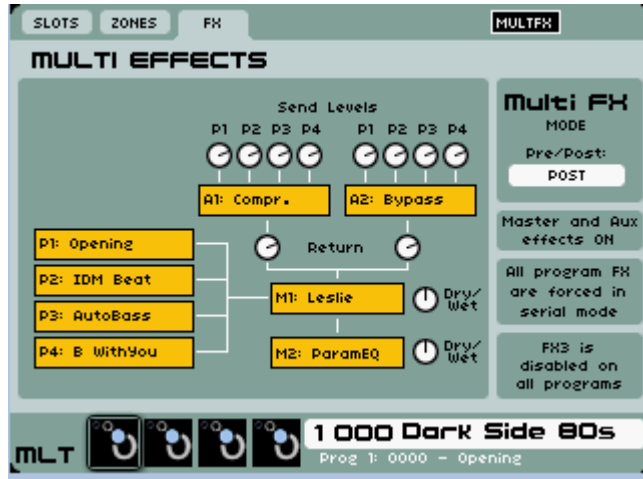 SLOTS ZONES FX MULTFX
MULTI EFFECTS
Send Levels
P1 P2 P3 P4 P1 P2 P3 P4
A1: Compr. A2: Bypass
Return
P1: Opening
P2: IDM Beat
P3: AutoBass
P4: B WithYou
M1: Leslie Dry/Wet
M2: ParamEQ Dry/Wet
Multi FX
MODE
Pre/Post:
POST
Master and Aux
effects ON
All program FX
are forced in
serial mode
FX3 is
disabled on
all programs
MLT
1 000 Dark Side 80s
Prog 1: 0000 - Opening